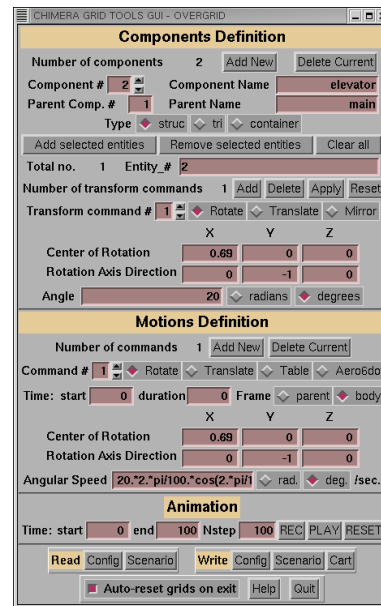 CHIMERA GRID TOOLS GUI - OVERGRID
Components Definition
Number of components 2 Add New Delete Current
Component # 2 Component Name elevator
Parent Comp. # 1 Parent Name main
Type struc tri container
Add selected entities Remove selected entities Clear all
Total no. 1 Entity_# 2
Number of transform commands 1 Add Delete Apply Reset
Transform command # 1 Rotate Translate Mirror
X Y Z
Center of Rotation 0.69 0 0
Rotation Axis Direction 0 -1 0
Angle 20 radians degrees
Motions Definition
Number of commands 1 Add New Delete Current
Command # 1 Rotate Translate Table Aero6do
Time: start 0 duration 0 Frame parent body
X Y Z
Center of Rotation 0.69 0 0
Rotation Axis Direction 0 -1 0
Angular Speed 20.*2.*pi/100.*cos(2.*pi/1 rad. deg. /sec.
Animation
Time: start 0 end 100 Nstep 100 REC PLAY RESET
Read Config Scenario Write Config Scenario Cart
Auto-reset grids on exit Help Quit